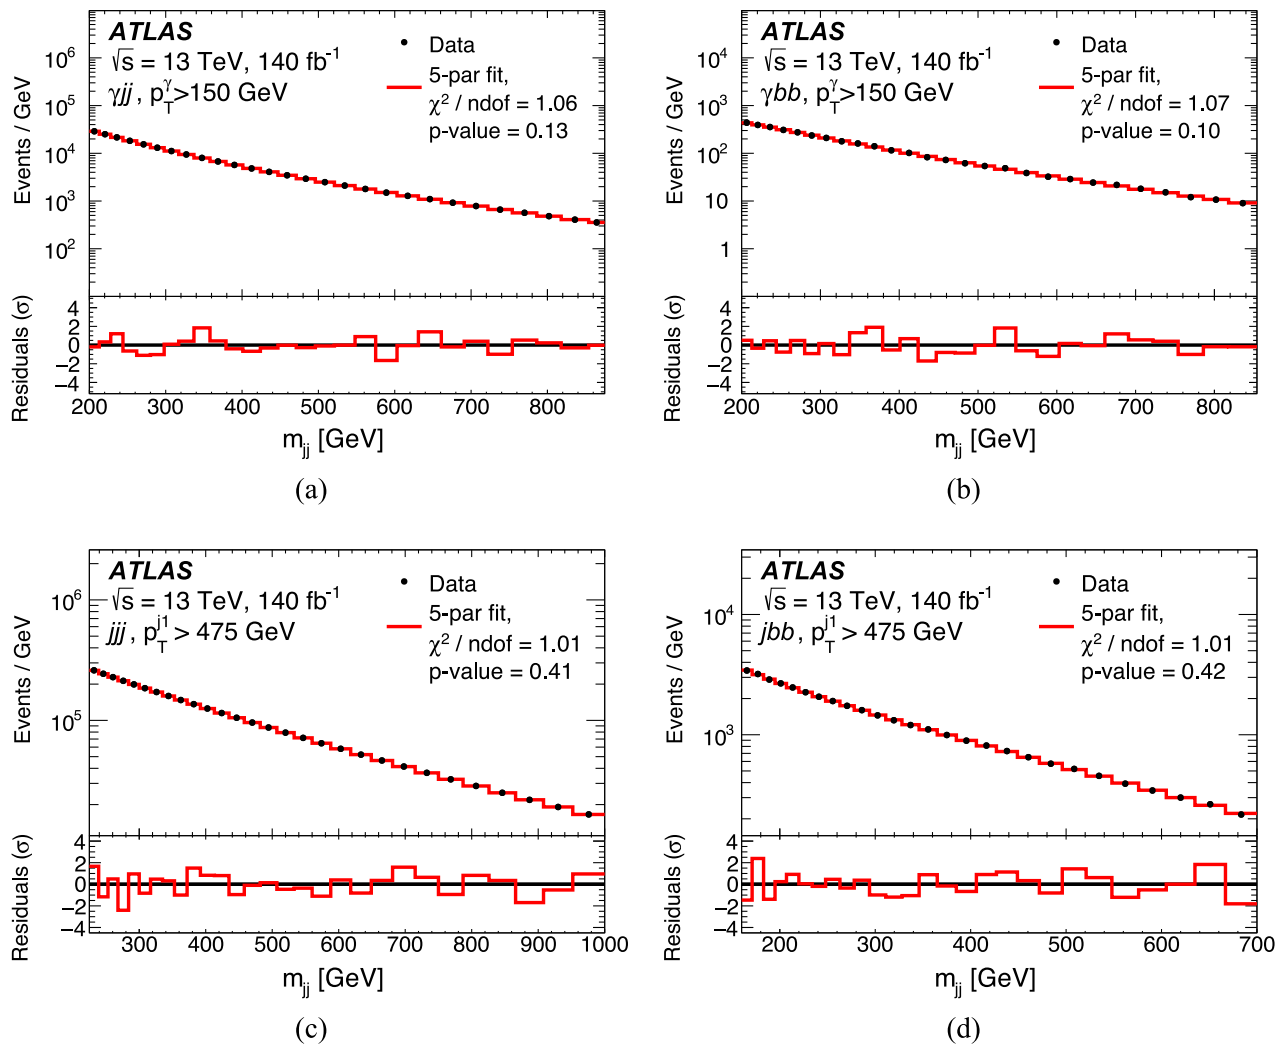 ATLAS
√s = 13 TeV, 140 fb⁻¹
γjj , p_T^γ >150 GeV
Data
5-par fit,
χ² / ndof = 1.06
p-value = 0.13
Events / GeV
10⁶
10⁵
10⁴
10³
10²
Residuals (σ)
4
2
0
−2
−4
200 300 400 500 600 700 800
m_jj [GeV]
(a)
ATLAS
√s = 13 TeV, 140 fb⁻¹
γbb , p_T^γ >150 GeV
Data
5-par fit,
χ² / ndof = 1.07
p-value = 0.10
Events / GeV
10⁴
10³
10²
10
1
Residuals (σ)
4
2
0
−2
−4
200 300 400 500 600 700 800
m_jj [GeV]
(b)
ATLAS
√s = 13 TeV, 140 fb⁻¹
jjj , p_T^j1 > 475 GeV
Data
5-par fit,
χ² / ndof = 1.01
p-value = 0.41
Events / GeV
10⁶
10⁵
Residuals (σ)
4
2
0
−2
−4
300 400 500 600 700 800 900 1000
m_jj [GeV]
(c)
ATLAS
√s = 13 TeV, 140 fb⁻¹
jbb , p_T^j1 > 475 GeV
Data
5-par fit,
χ² / ndof = 1.01
p-value = 0.42
Events / GeV
10⁴
10³
Residuals (σ)
4
2
0
−2
−4
200 300 400 500 600 700
m_jj [GeV]
(d)